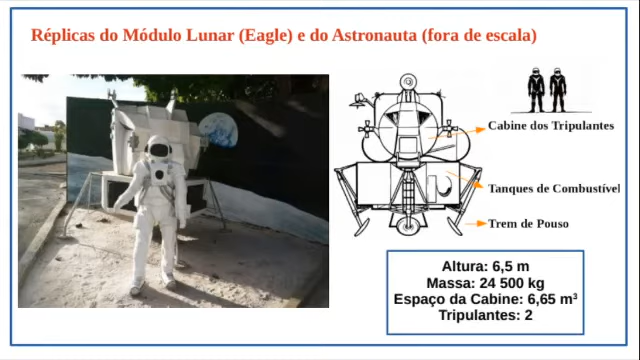 Réplicas do Módulo Lunar (Eagle) e do Astronauta (fora de escala)
Cabine dos Tripulantes
Tanques de Combustível
Trem de Pouso
Altura: 6,5 m
Massa: 24 500 kg
Espaço da Cabine: 6,65 m³
Tripulantes: 2